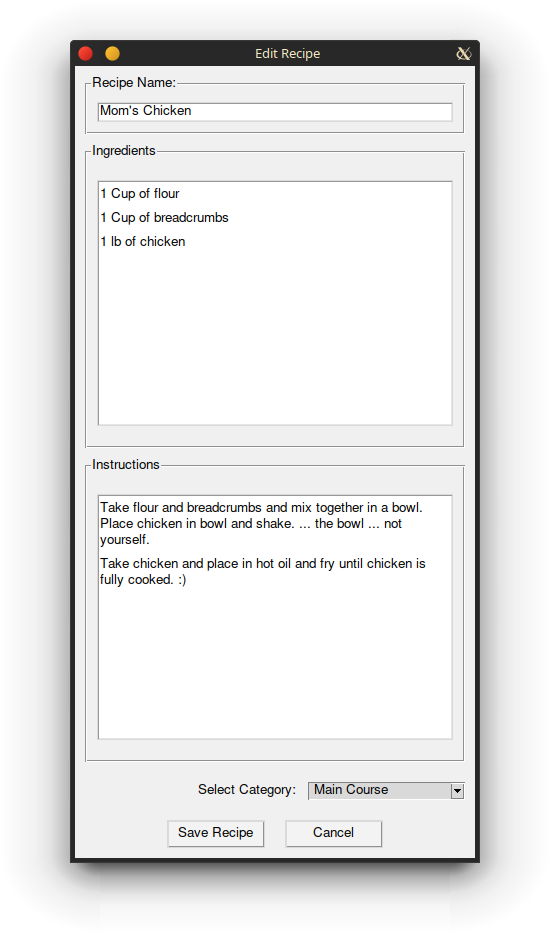 Edit Recipe
Recipe Name:
Mom's Chicken
Ingredients
1 Cup of flour
1 Cup of breadcrumbs
1 lb of chicken
Instructions
Take flour and breadcrumbs and mix together in a bowl.
Place chicken in bowl and shake. ... the bowl ... not
yourself.
Take chicken and place in hot oil and fry until chicken is
fully cooked. :)
Select Category: Main Course
Save Recipe Cancel